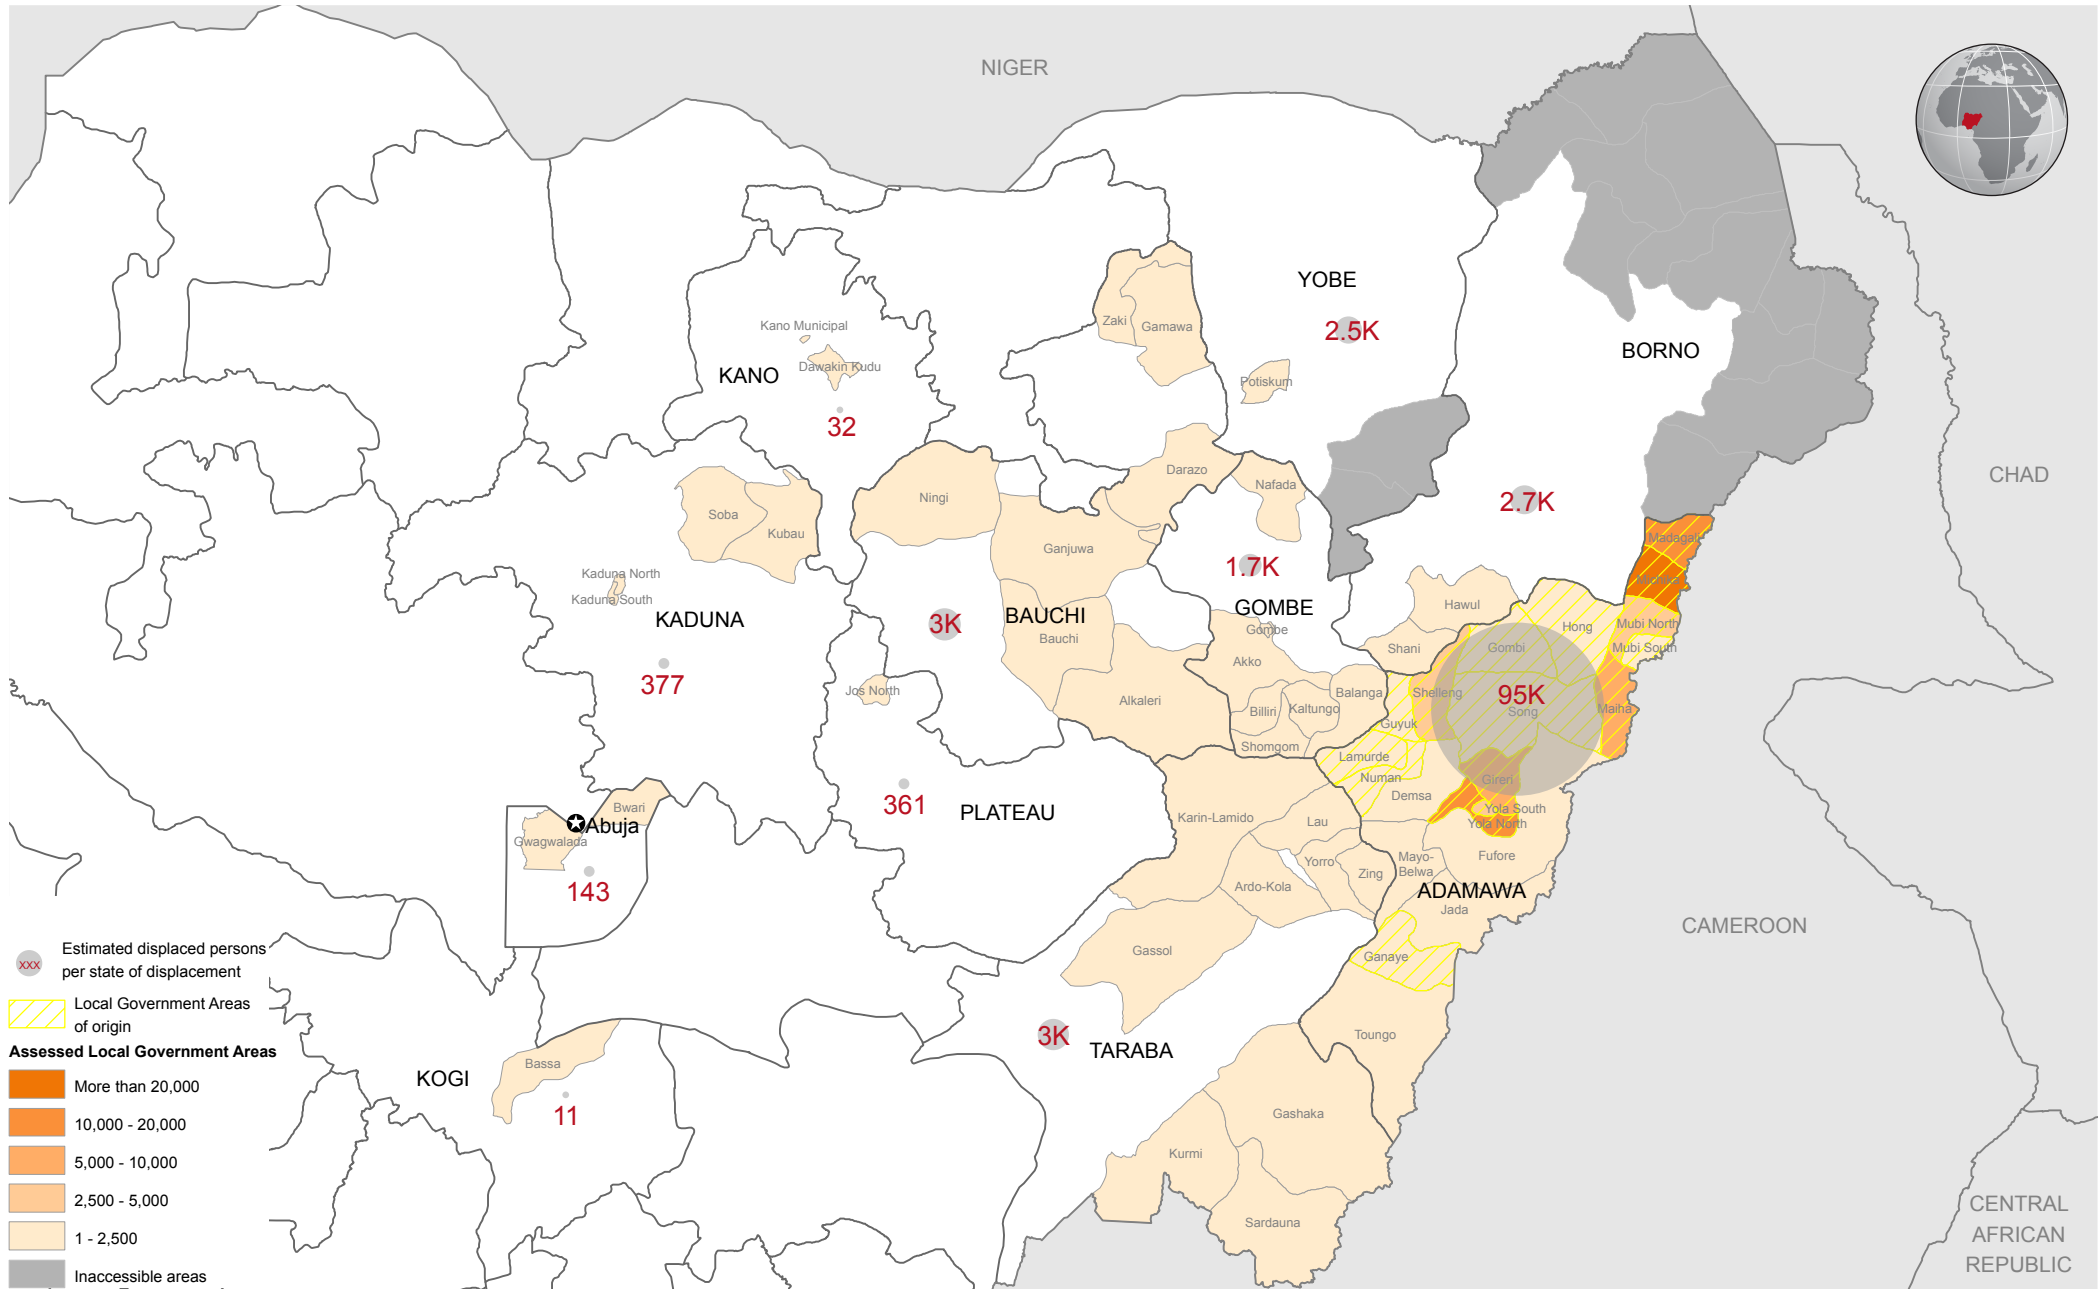 NIGER
YOBE
2.5K
BORNO
Zaki
Gamawa
Kano Municipal
Dawakin Kudu
KANO
32
Potiskum
CHAD
Darazo
Nafada
Ningi
2.7K
Soba
Kubau
Ganjuwa
Madagali
1.7K
Kaduna North
Kaduna South
KADUNA
3K
BAUCHI
Bauchi
GOMBE
Gombe
Hawul
Hong
Mubi North
Mubi South
Gombi
Shani
Akko
377
Jos North
Alkaleri
Balanga
Billiri
Kaltungo
Shelleng
95K
Song
Maiha
Guyuk
Shomgom
Lamurde
Numan
Demsa
Gireri
Yola South
Yola North
361
PLATEAU
Karin-Lamido
Lau
Bwari
Abuja
Gwagwalada
143
Yorro
Zing
Mayo-
Belwa
Fufore
Ardo-Kola
ADAMAWA
Jada
CAMEROON
Gassol
Ganaye
3K
TARABA
Toungo
Bassa
KOGI
11
Gashaka
Kurmi
Sardauna
CENTRAL
AFRICAN
REPUBLIC
xxx
Estimated displaced persons
per state of displacement
Local Government Areas
of origin
Assessed Local Government Areas
More than 20,000
10,000 - 20,000
5,000 - 10,000
2,500 - 5,000
1 - 2,500
Inaccessible areas